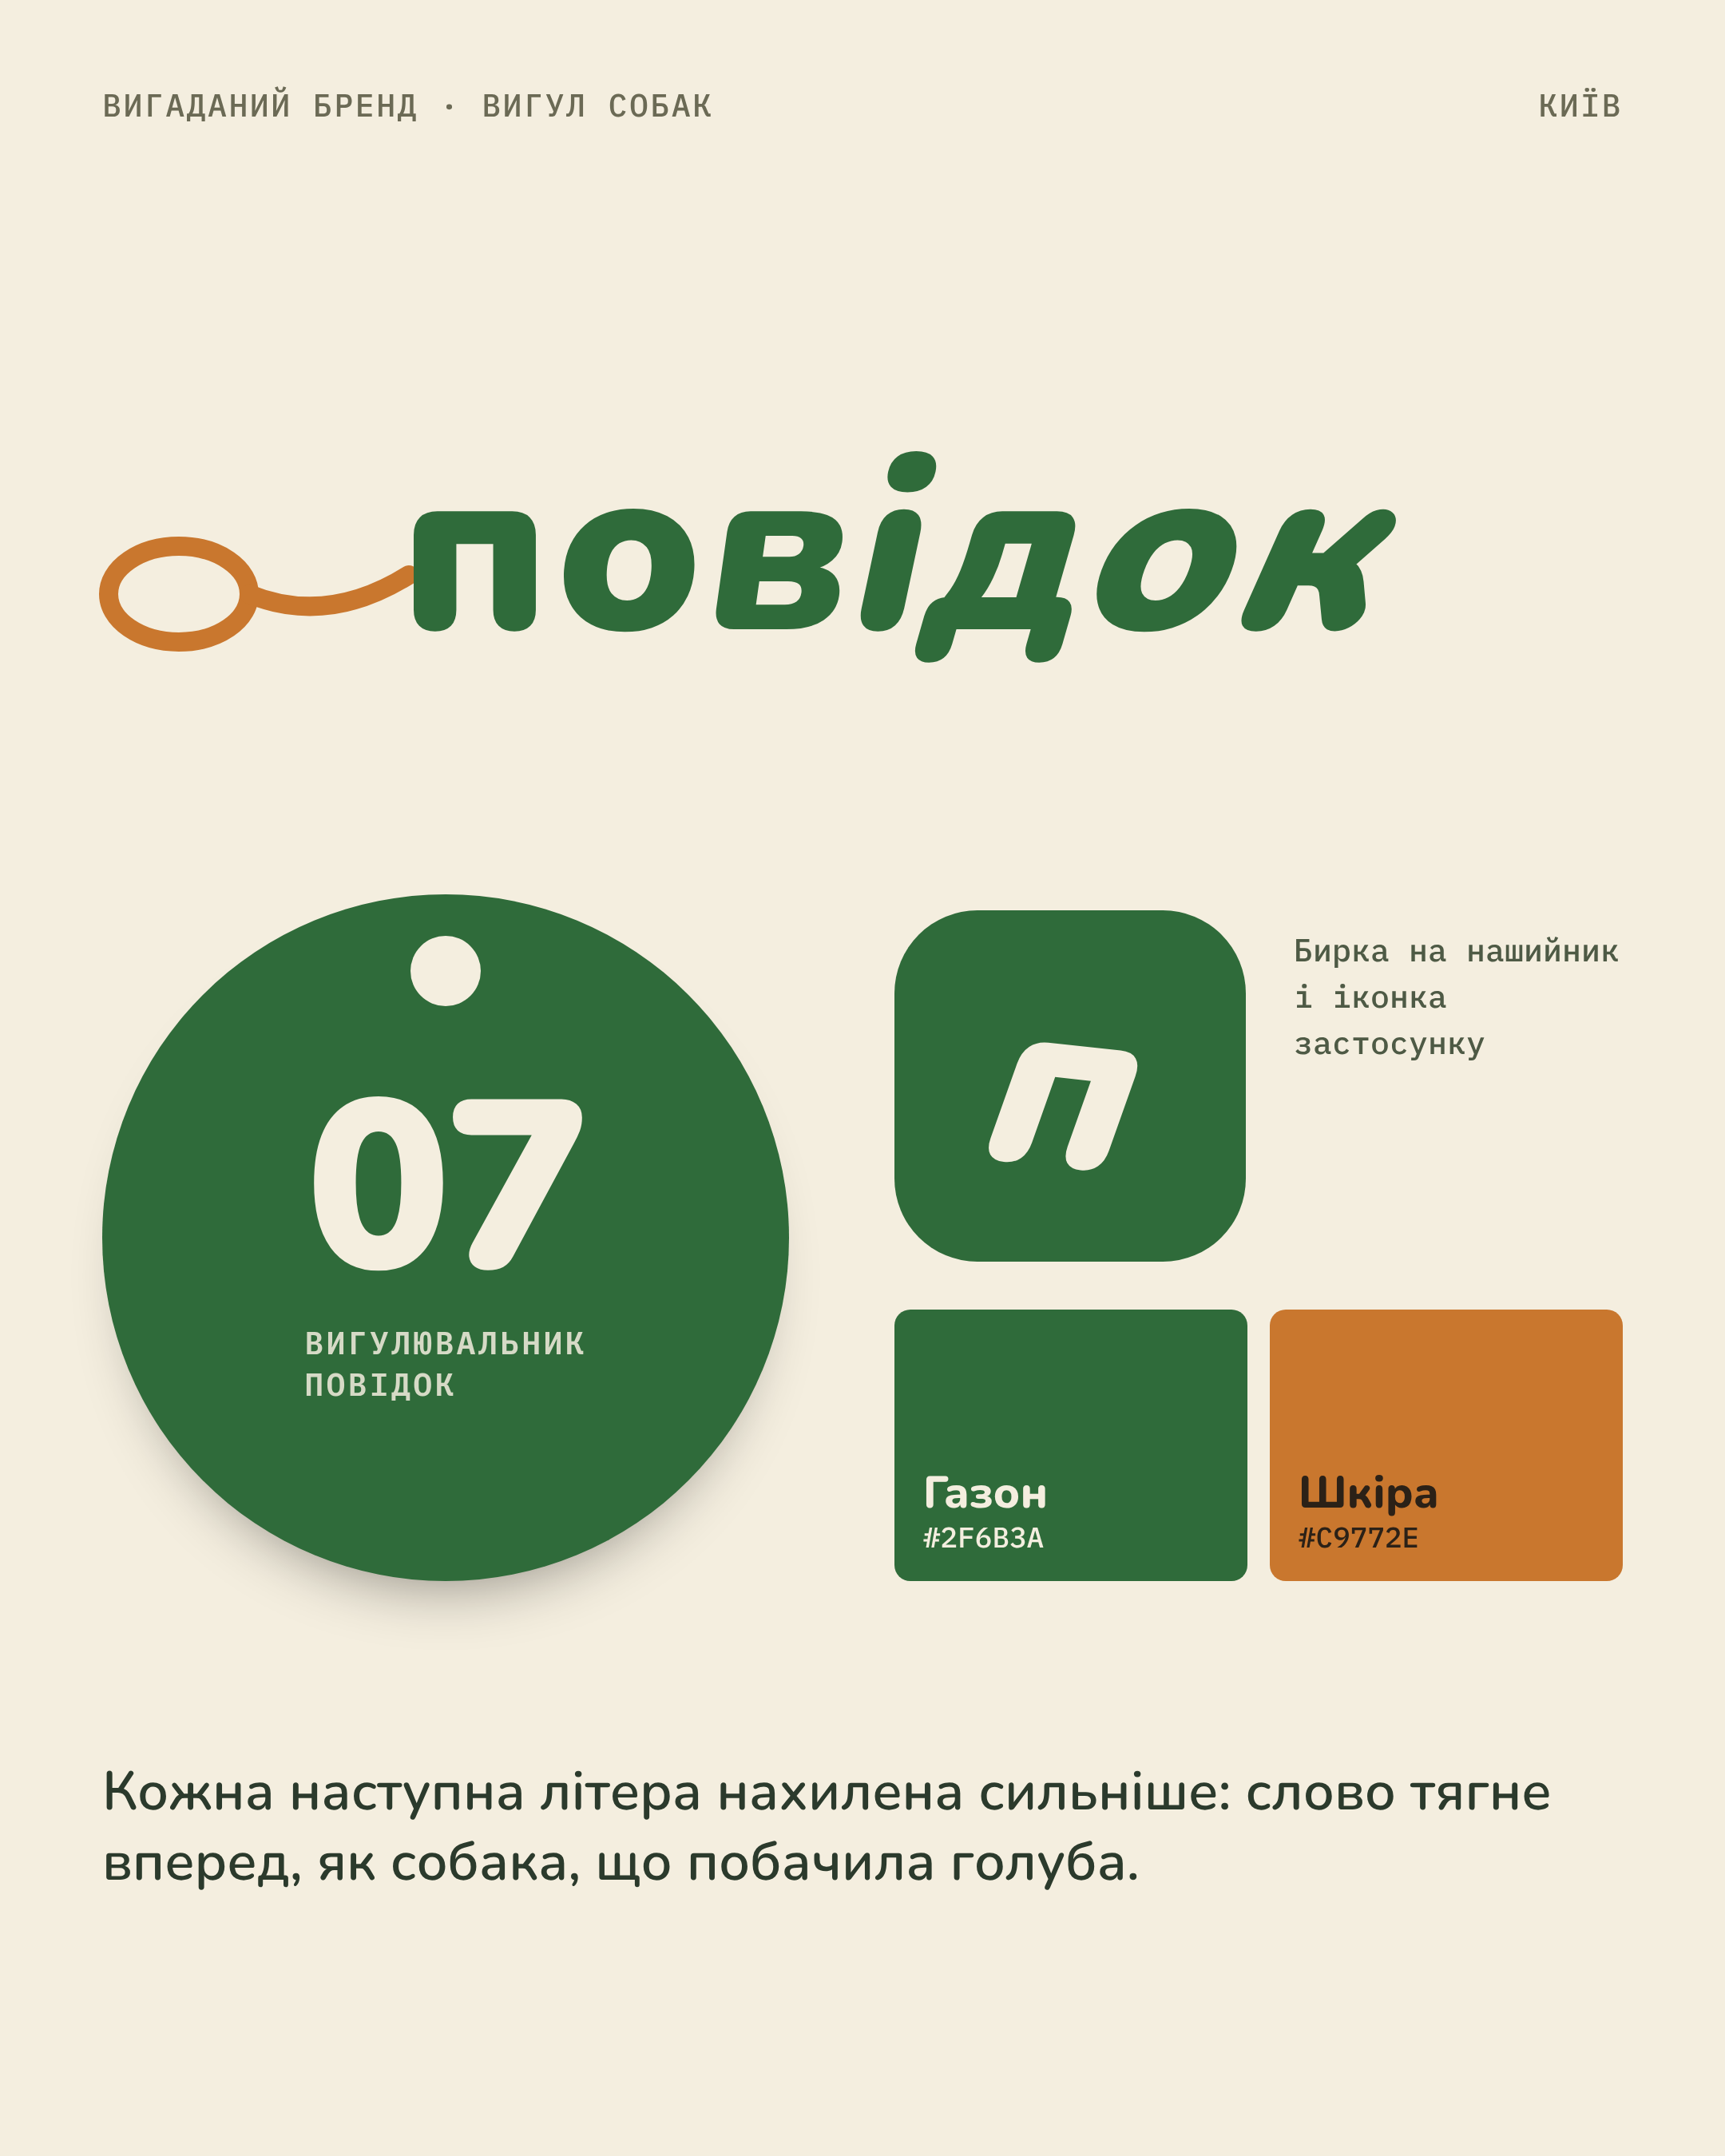 ВИГАДАНИЙ БРЕНД · ВИГУЛ СОБАК
КИЇВ
повідок
07
ВИГУЛЮВАЛЬНИК
ПОВІДОК
п
Бирка на нашийник
і іконка
застосунку
Газон
#2F6B3A
Шкіра
#C9772E
Кожна наступна літера нахилена сильніше: слово тягне
вперед, як собака, що побачила голуба.